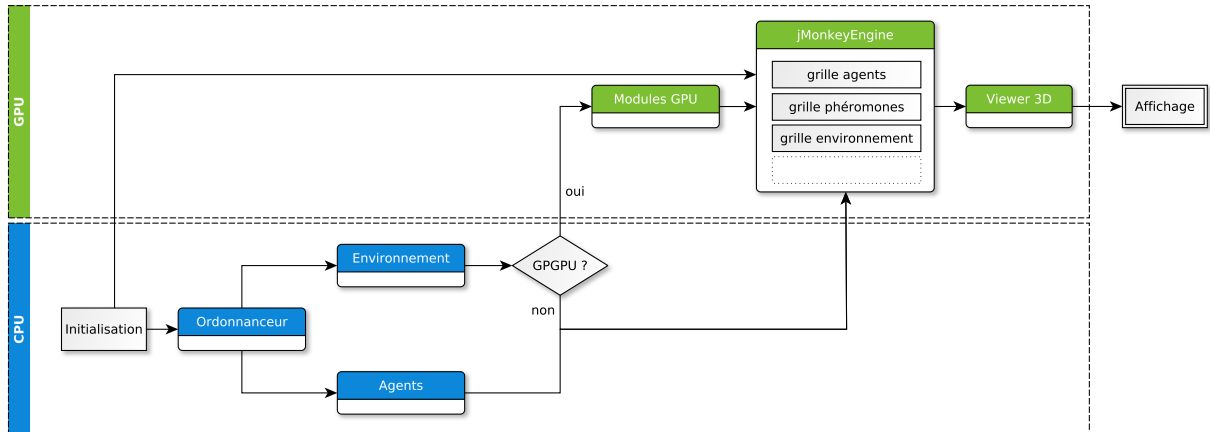 GPU
jMonkeyEngine
grille agents
Modules GPU
grille phéromones
Viewer 3D
Affichage
grille environnement
oui
CPU
Environnement
GPGPU ?
non
Initialisation
Ordonnanceur
Agents